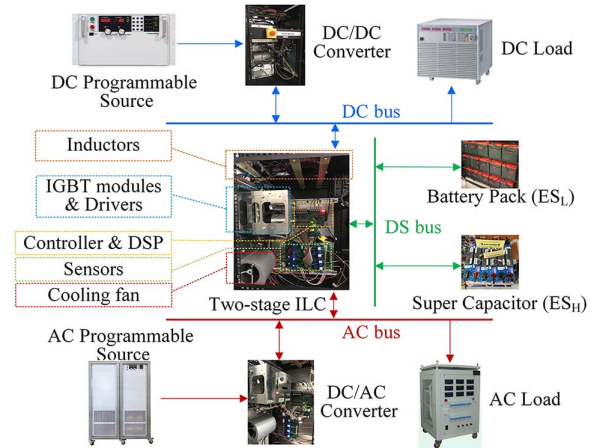 DC/DC
Converter
DC Load
DC Programmable
Source
DC bus
Inductors
IGBT modules
& Drivers
Battery Pack (ESL)
Controller & DSP
DS bus
Sensors
Cooling fan
Two-stage ILC
Super Capacitor (ESH)
AC Programmable
Source
AC bus
DC/AC
Converter
AC Load